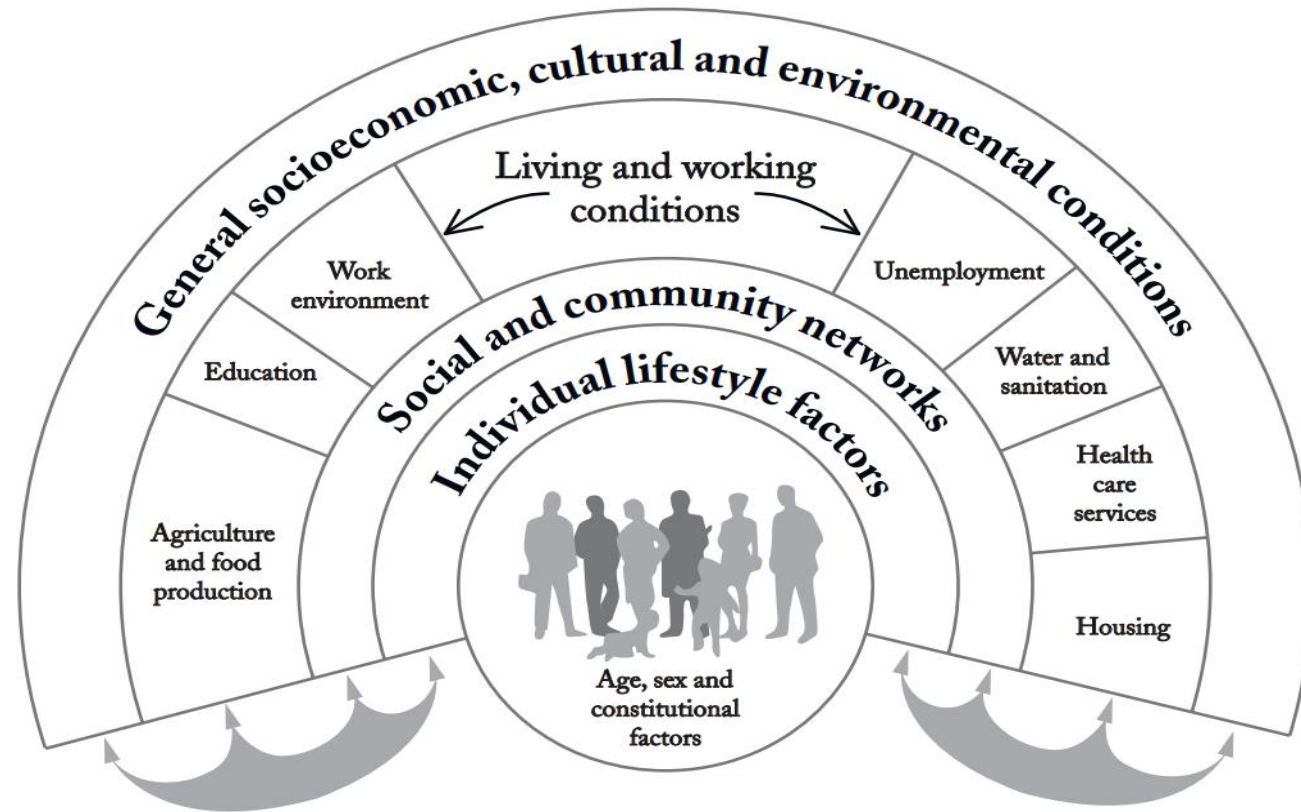 General socioeconomic, cultural and environmental conditions
Living and working
conditions
Work
environment
Unemployment
Education
Water and
sanitation
Agriculture
and food
production
Health
care
services
Housing
Social and community networks
Individual lifestyle factors
Age, sex and
constitutional
factors